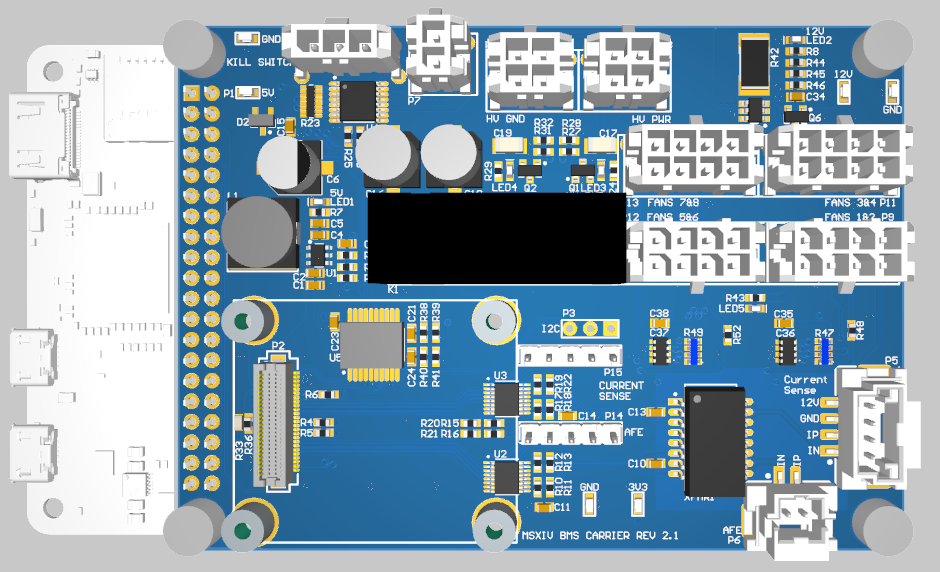 GND
KILL SWITCH
P1
5V
D2
C15
R23
R25
P7
HV GND
HV PWR
R42
12V
LED2
R8
R44
R45
R46
C34
12V
GND
Q6
C19
R32
R31
R28
R27
C17
R29
LED4
Q2
Q1
LED3
C6
5V
LED1
R7
C5
C4
L1
U1
C2
C1
K1
13 FANS 7&8
FANS 3&4 P11
P12 FANS 5&6
FANS 1&2 P9
R43
LED5
C38
C37
R49
R52
C35
C36
R47
R48
P3
I2C
P15
CURRENT
SENSE
C23
U5
C21
R38
R39
C24
R40
R41
P2
R6
R4
R5
R33
R36
U3
R22
R18
C14 P14
AFE
R20 R15
R21 R16
U2
R13
R12
R10
R11
C11
C13
C10
XFMR1
GND
3V3
P5
Current
Sense
12V
GND
IP
IN
IN
IP
AFE
P6
MSXIV BMS CARRIER REV 2.1